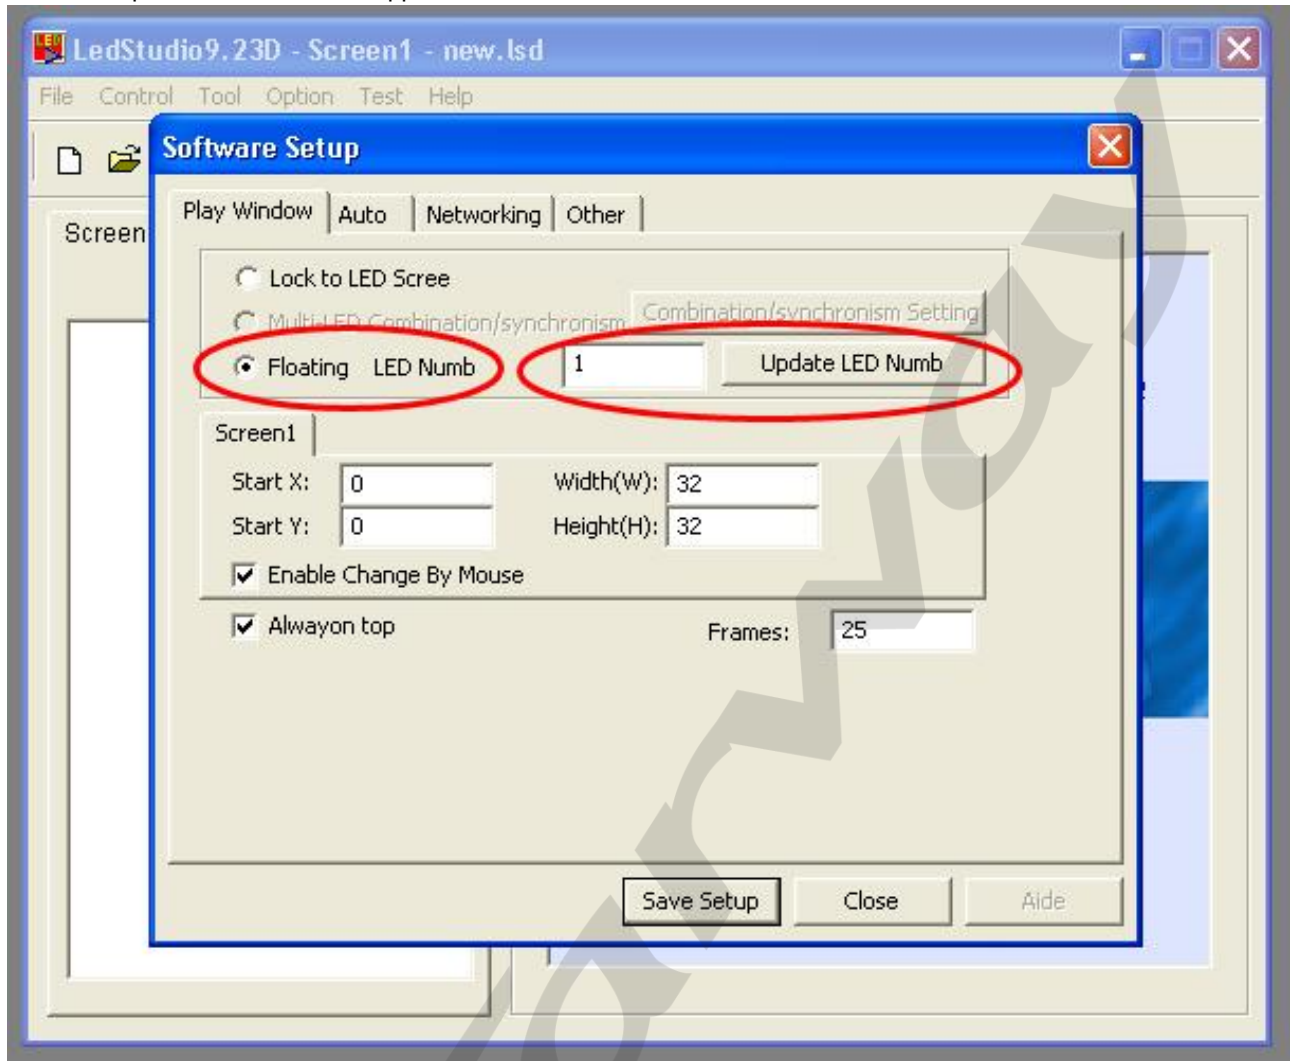 LED
LedStudio9.23D - Screen1 - new.lsd
File Control Tool Option Test Help
Software Setup
Play Window Auto Networking Other
Screen
Lock to LED Scree
Multi-LED Combination/synchronism Combination/synchronism Setting
Floating LED Numb 1 Update LED Numb
Screen1
Start X: 0 Width(W): 32
Start Y: 0 Height(H): 32
Enable Change By Mouse
Alwayon top Frames: 25
Save Setup Close Aide